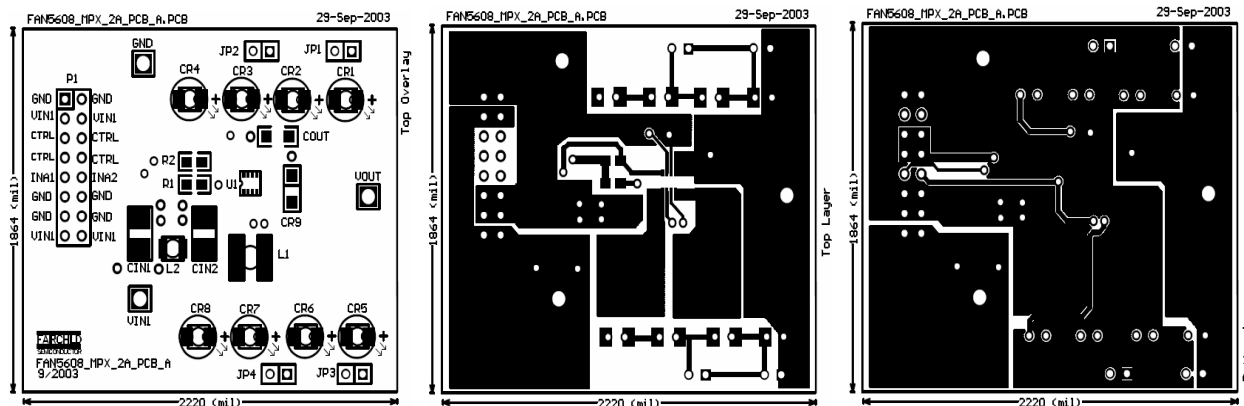 FAN5608_MPX_2A_PCB_A.PCB 29-Sep-2003
GND
JP2 JP1
CR4 CR3 CR2 CR1
P1
GND GND
VIN1 VIN1
CTRL CTRL
CTRL CTRL
INA1 INA2
GND GND
GND GND
VIN1 VIN1
COUT
R2
R1
U1
VOUT
CR9
L1
CIN1 L2 CIN2
VIN1
CR8 CR7 CR6 CR5
FAIRCHILD
SEMICONDUCTOR
FAN5608_MPX_2A_PCB_A
9/2003
JP4 JP3
1864 (mil)
2220 (mil)
Top Overlay
FAN5608_MPX_2A_PCB_A.PCB 29-Sep-2003
1864 (mil)
2220 (mil)
Top Layer
FAN5608_MPX_2A_PCB_A.PCB 29-Sep-2003
1864 (mil)
2220 (mil)